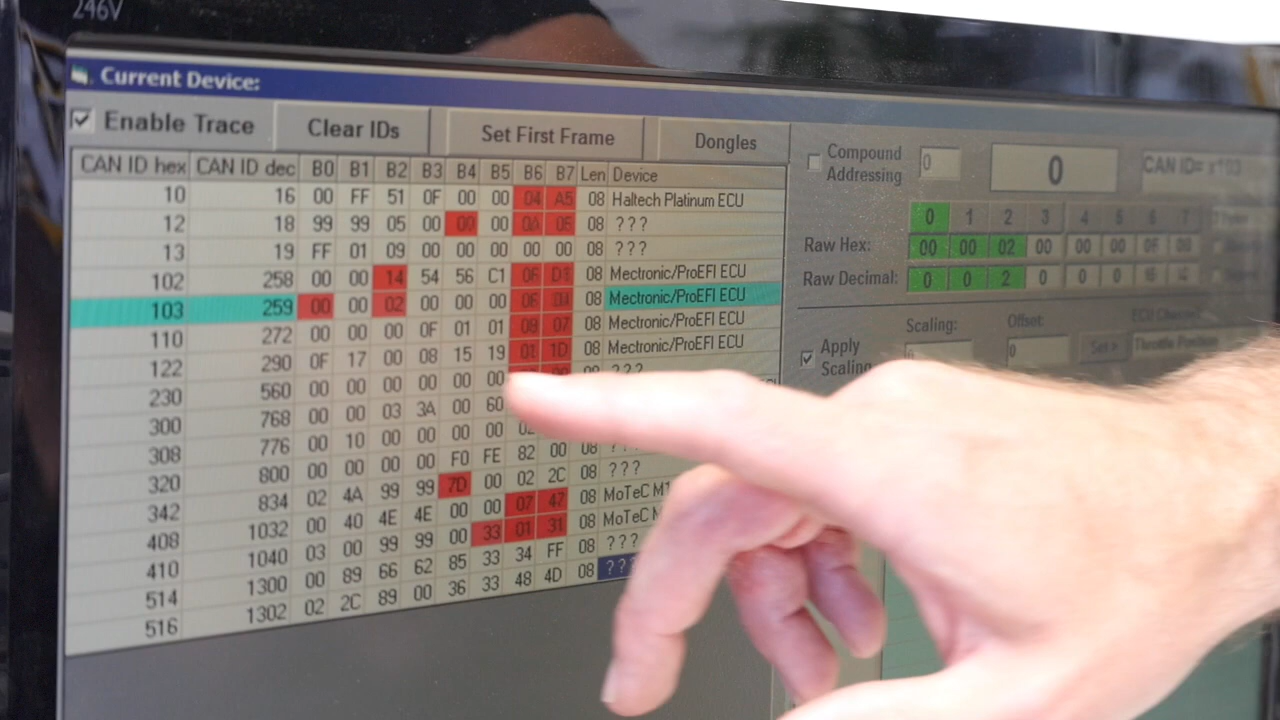 246V
Current Device:
Enable Trace Clear IDs Set First Frame Dongles
CAN ID hex CAN ID dec B0 B1 B2 B3 B4 B5 B6 B7 Len Device
10 16 00 FF 51 0F 00 00 04 A5 08 Haltech Platinum ECU
12 18 99 99 05 00 00 00 0A 08 ???
13 19 FF 01 09 00 00 00 00 00 08 ???
102 258 00 00 14 54 56 C1 06 08 Mectronic/ProEFI ECU
103 259 00 00 02 00 00 00 06 08 Mectronic/ProEFI ECU
110 272 00 00 00 0F 01 01 08 07 08 Mectronic/ProEFI ECU
122 290 0F 17 00 08 15 19 1D 08 Mectronic/ProEFI ECU
230 560 00 00 00 00 00 00 ???
300 768 00 00 03 3A 00 60
308 776 00 10 00 00 00 00
320 800 00 00 00 00 F0 FE 82 00 08 ???
342 834 02 4A 99 99 7D 00 02 2C 08 ???
408 1032 00 40 4E 4E 00 00 07 47 08 MoTeC M1
410 1040 03 00 99 99 00 33 01 31 08 MoTeC M
514 1300 00 89 66 62 85 33 34 FF 08 ???
516 1302 02 2C 89 00 36 33 48 4D 08 ??
Compound Addressing 0 0 CAN ID= x103
0 1 2 3 4 5 6 7
Raw Hex: 00 00 02 00 00 00
Raw Decimal: 0 0 2 0 0 0
Apply Scaling Scaling: Offset: 0 Set > ECU Channel Throttle Position